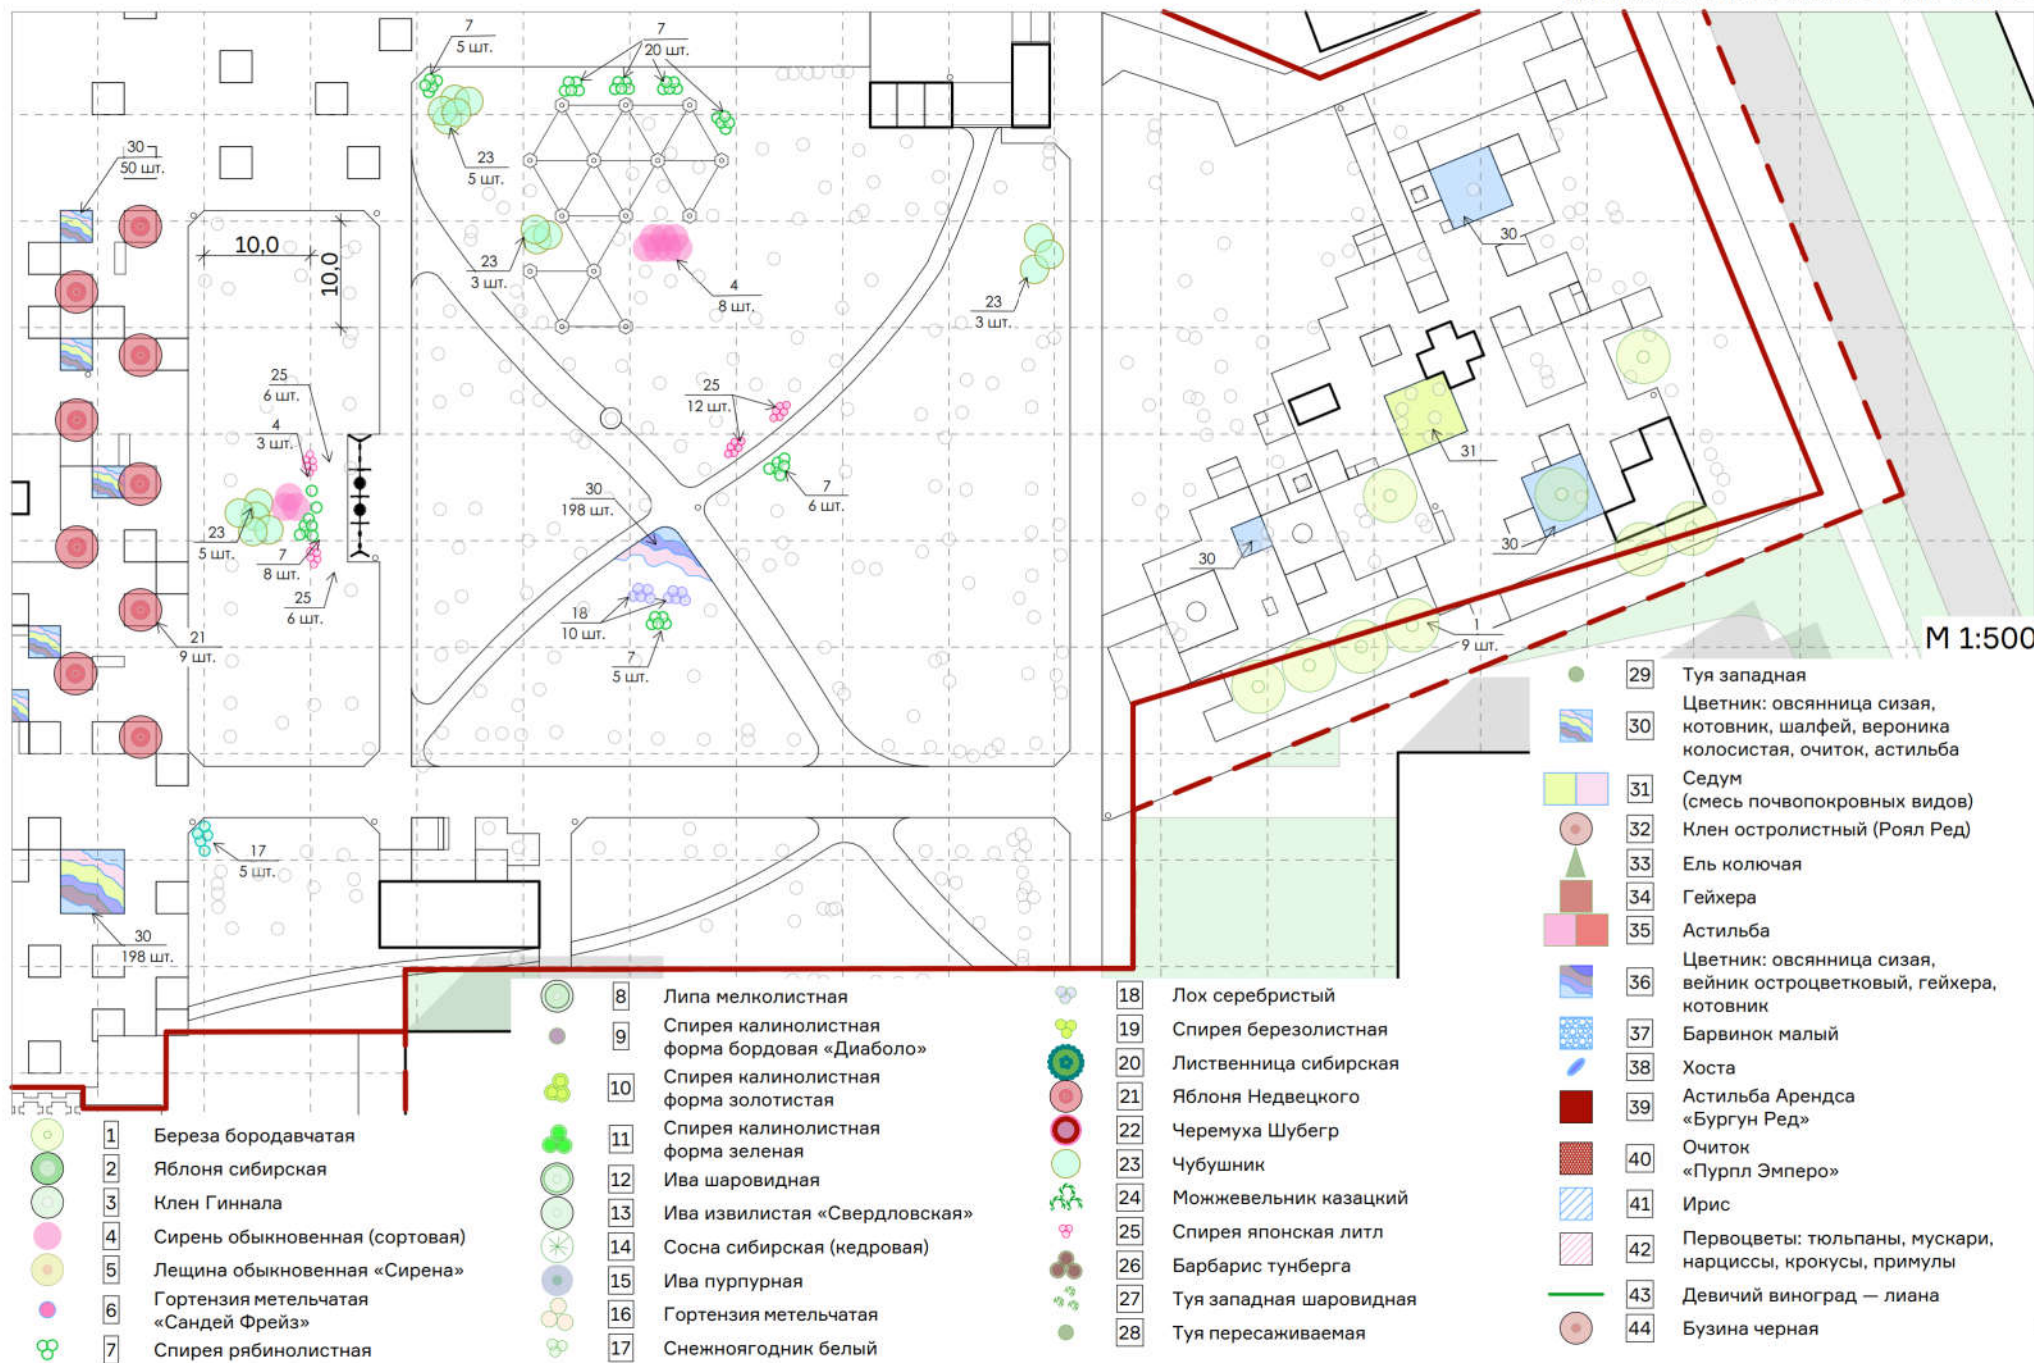 7
5 шт.
7
20 шт.
30
50 шт.
23
5 шт.
10,0
10,0
23
3 шт.
4
8 шт.
23
3 шт.
30
25
6 шт.
4
3 шт.
25
12 шт.
31
30
198 шт.
7
6 шт.
23
5 шт.
7
8 шт.
30
30
25
6 шт.
18
10 шт.
21
9 шт.
7
5 шт.
1
9 шт.
М 1:500
17
5 шт.
30
198 шт.
1 Береза бородавчатая
2 Яблоня сибирская
3 Клен Гиннала
4 Сирень обыкновенная (сортовая)
5 Лещина обыкновенная «Сирена»
6 Гортензия метельчатая
«Сандей Фрейз»
7 Спирея рябинолистная
8 Липа мелколистная
9 Спирея калинолистная
форма бордовая «Диаболо»
10 Спирея калинолистная
форма золотистая
11 Спирея калинолистная
форма зеленая
12 Ива шаровидная
13 Ива извилистая «Свердловская»
14 Сосна сибирская (кедровая)
15 Ива пурпурная
16 Гортензия метельчатая
17 Снежноягодник белый
18 Лох серебристый
19 Спирея березолистная
20 Лиственница сибирская
21 Яблоня Недвецкого
22 Черемуха Шубегр
23 Чубушник
24 Можжевельник казацкий
25 Спирея японская литл
26 Барбарис тунберга
27 Туя западная шаровидная
28 Туя пересаживаемая
29 Туя западная
30 Цветник: овсянница сизая,
котовник, шалфей, вероника
колосистая, очиток, астильба
31 Седум
(смесь почвопокровных видов)
32 Клен остролистный (Роял Ред)
33 Ель колючая
34 Гейхера
35 Астильба
36 Цветник: овсянница сизая,
вейник остроцветковый, гейхера,
котовник
37 Барвинок малый
38 Хоста
39 Астильба Арендса
«Бургун Ред»
40 Очиток
«Пурпл Эмперо»
41 Ирис
42 Первоцветы: тюльпаны, мускари,
нарциссы, крокусы, примулы
43 Девичий виноград — лиана
44 Бузина черная